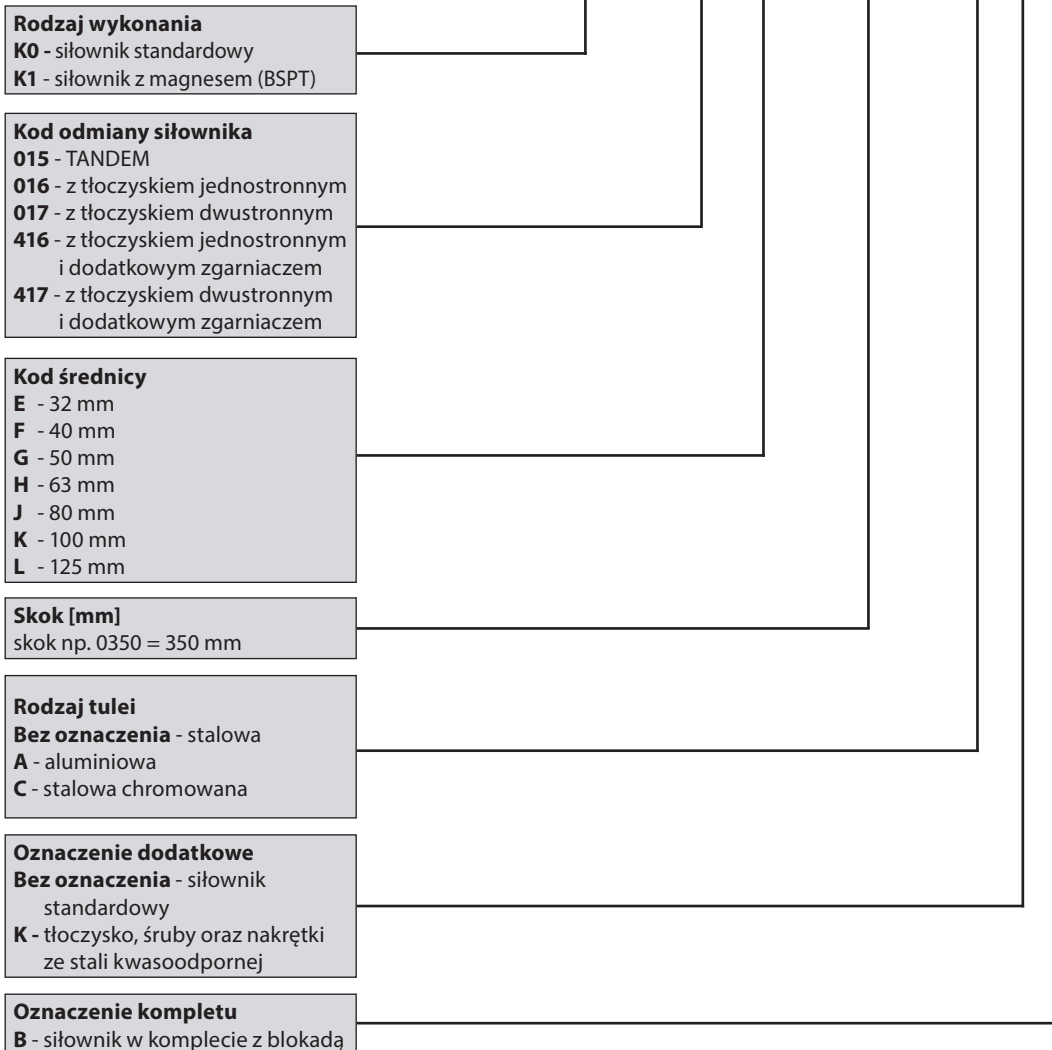 Rodzaj wykonania
K0 - siłownik standardowy
K1 - siłownik z magnesem (BSPT)
Kod odmiany siłownika
015 - TANDEM
016 - z tłoczyskiem jednostronnym
017 - z tłoczyskiem dwustronnym
416 - z tłoczyskiem jednostronnym
i dodatkowym zgarniaczem
417 - z tłoczyskiem dwustronnym
i dodatkowym zgarniaczem
Kod średnicy
E - 32 mm
F - 40 mm
G - 50 mm
H - 63 mm
J - 80 mm
K - 100 mm
L - 125 mm
Skok [mm]
skok np. 0350 = 350 mm
Rodzaj tulei
Bez oznaczenia - stalowa
A - aluminiowa
C - stalowa chromowana
Oznaczenie dodatkowe
Bez oznaczenia - siłownik
standardowy
K - tłoczysko, śruby oraz nakrętki
ze stali kwasoodpornej
Oznaczenie kompletu
B - siłownik w komplecie z blokadą